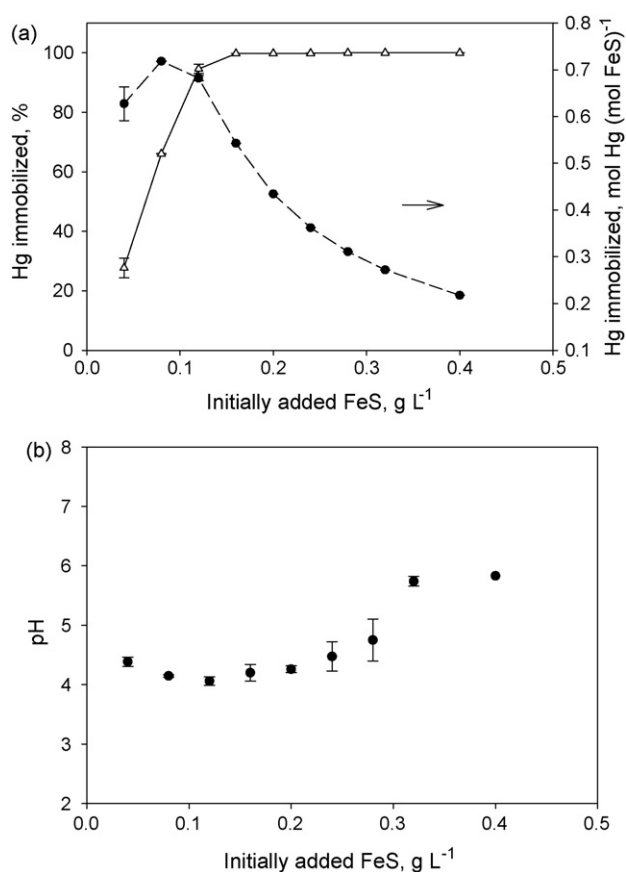 (a)
100
80
60
40
20
0
Hg immobilized, %
0.8
0.7
0.6
0.5
0.4
0.3
0.2
0.1
Hg immobilized, mol Hg (mol FeS)⁻¹
0.0 0.1 0.2 0.3 0.4 0.5
Initially added FeS, g L⁻¹
(b)
8
7
6
5
4
3
2
pH
0.0 0.1 0.2 0.3 0.4 0.5
Initially added FeS, g L⁻¹